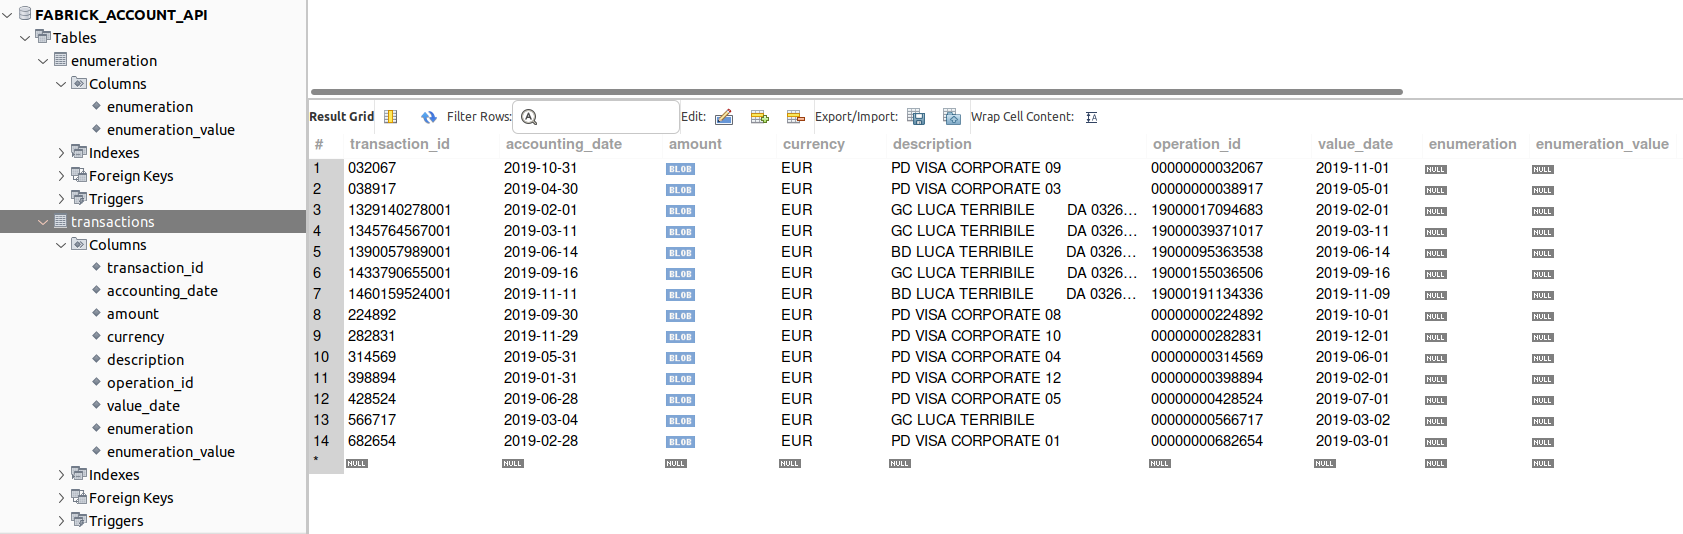 FABRICK_ACCOUNT_API
Tables
enumeration
Columns
enumeration
enumeration_value
Indexes
Foreign Keys
Triggers
transactions
Columns
transaction_id
accounting_date
amount
currency
description
operation_id
value_date
enumeration
enumeration_value
Indexes
Foreign Keys
Triggers
Result Grid Filter Rows: Edit: Export/Import: Wrap Cell Content:
# transaction_id accounting_date amount currency description operation_id value_date enumeration enumeration_value
1 032067 2019-10-31 BLOB EUR PD VISA CORPORATE 09 00000000032067 2019-11-01 NULL NULL
2 038917 2019-04-30 BLOB EUR PD VISA CORPORATE 03 00000000038917 2019-05-01 NULL NULL
3 1329140278001 2019-02-01 BLOB EUR GC LUCA TERRIBILE DA 0326... 19000017094683 2019-02-01 NULL NULL
4 1345764567001 2019-03-11 BLOB EUR GC LUCA TERRIBILE DA 0326... 19000039371017 2019-03-11 NULL NULL
5 1390057989001 2019-06-14 BLOB EUR BD LUCA TERRIBILE DA 0326... 19000095363538 2019-06-14 NULL NULL
6 1433790655001 2019-09-16 BLOB EUR GC LUCA TERRIBILE DA 0326... 19000155036506 2019-09-16 NULL NULL
7 1460159524001 2019-11-11 BLOB EUR BD LUCA TERRIBILE DA 0326... 19000191134336 2019-11-09 NULL NULL
8 224892 2019-09-30 BLOB EUR PD VISA CORPORATE 08 00000000224892 2019-10-01 NULL NULL
9 282831 2019-11-29 BLOB EUR PD VISA CORPORATE 10 00000000282831 2019-12-01 NULL NULL
10 314569 2019-05-31 BLOB EUR PD VISA CORPORATE 04 00000000314569 2019-06-01 NULL NULL
11 398894 2019-01-31 BLOB EUR PD VISA CORPORATE 12 00000000398894 2019-02-01 NULL NULL
12 428524 2019-06-28 BLOB EUR PD VISA CORPORATE 05 00000000428524 2019-07-01 NULL NULL
13 566717 2019-03-04 BLOB EUR GC LUCA TERRIBILE 00000000566717 2019-03-02 NULL NULL
14 682654 2019-02-28 BLOB EUR PD VISA CORPORATE 01 00000000682654 2019-03-01 NULL NULL
* NULL NULL NULL NULL NULL NULL NULL NULL NULL